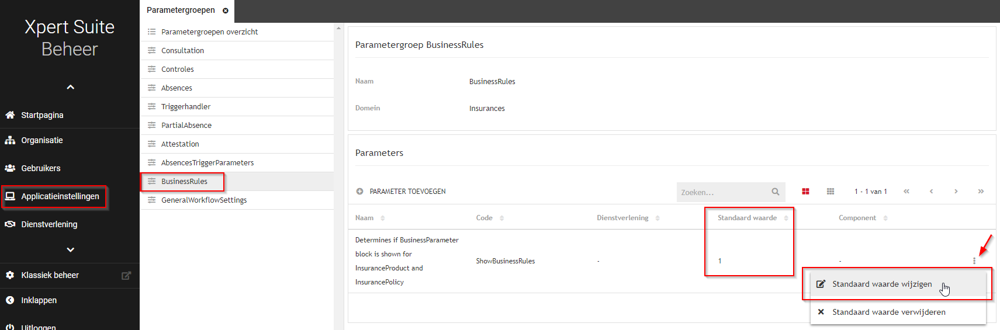 Xpert Suite
Beheer
Startpagina
Organisatie
Gebruikers
Applicatieinstellingen
Dienstverlening
Klassiek beheer
Inklappen
Uitloggen
Parametergroepen
Parametergroepen overzicht
Consultation
Controles
Absences
Triggerhandler
PartialAbsence
Attestation
AbsencesTriggerParameters
BusinessRules
GeneralWorkflowSettings
Parametergroep BusinessRules
Naam BusinessRules
Domein Insurances
Parameters
PARAMETER TOEVOEGEN Zoeken... 1 - 1 van 1
Naam Code Dienstverlening Standaard waarde Component
Determines if BusinessParameter
block is shown for
InsuranceProduct and
InsurancePolicy
ShowBusinessRules - 1 -
Standaard waarde wijzigen
Standaard waarde verwijderen